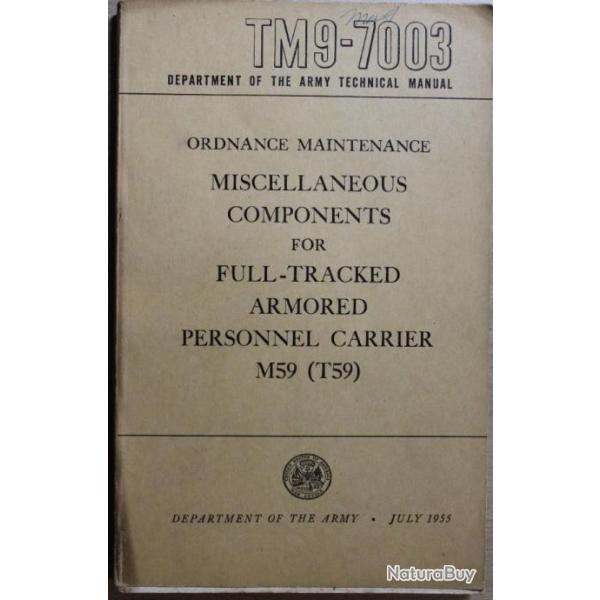 TM9-7003
DEPARTMENT OF THE ARMY TECHNICAL MANUAL
ORDNANCE MAINTENANCE
MISCELLANEOUS
COMPONENTS
FOR
FULL-TRACKED
ARMORED
PERSONNEL CARRIER
M59 (T59)
DEPARTMENT OF THE ARMY • JULY 1955
NaturaBuy